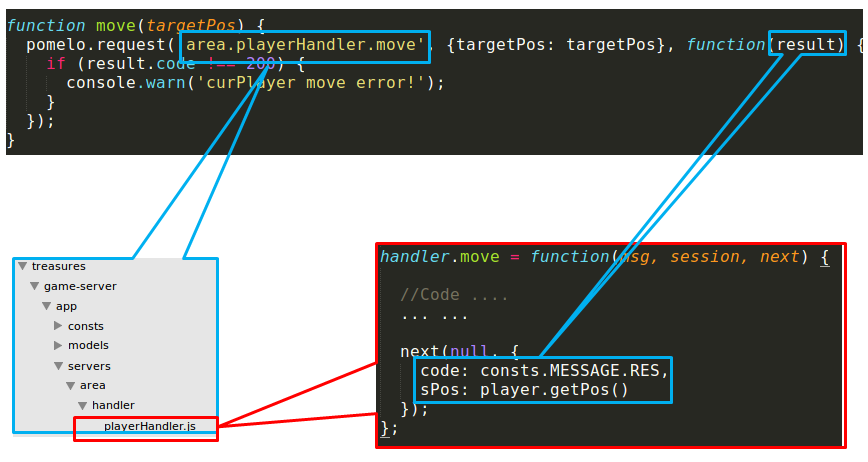 function move(targetPos) {
pomelo.request('area.playerHandler.move', {targetPos: targetPos}, function(result) {
if (result.code !== 200) {
console.warn('curPlayer move error!');
}
});
}
treasures
game-server
app
consts
models
servers
area
handler
playerHandler.js
handler.move = function(msg, session, next) {
//Code ....
... ...
next(null, {
code: consts.MESSAGE.RES,
sPos: player.getPos()
});
};